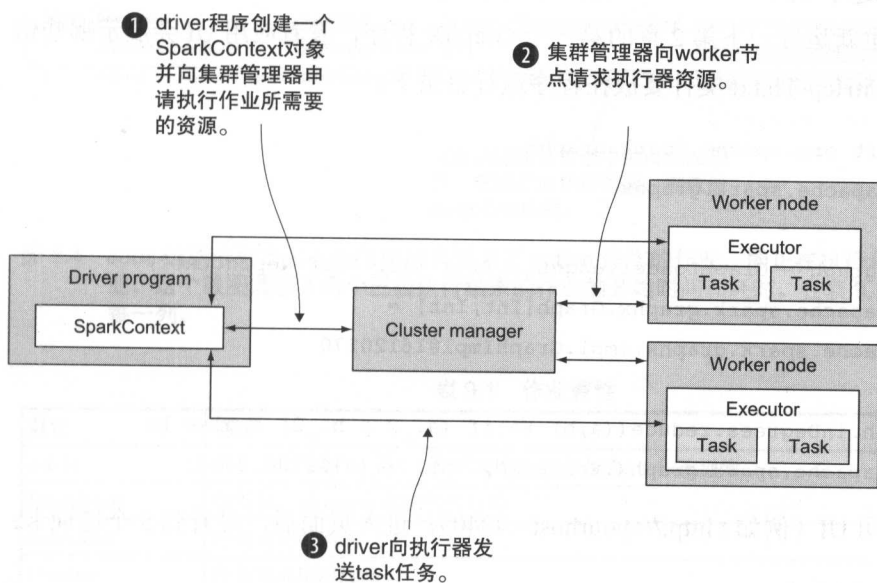 ❶ driver程序创建一个
SparkContext对象
并向集群管理器申
请执行作业所需要
的资源。
❷ 集群管理器向worker节
点请求执行器资源。
Worker node
Executor
Task Task
Driver program
SparkContext
Cluster manager
Worker node
Executor
Task Task
❸ driver向执行器发
送task任务。